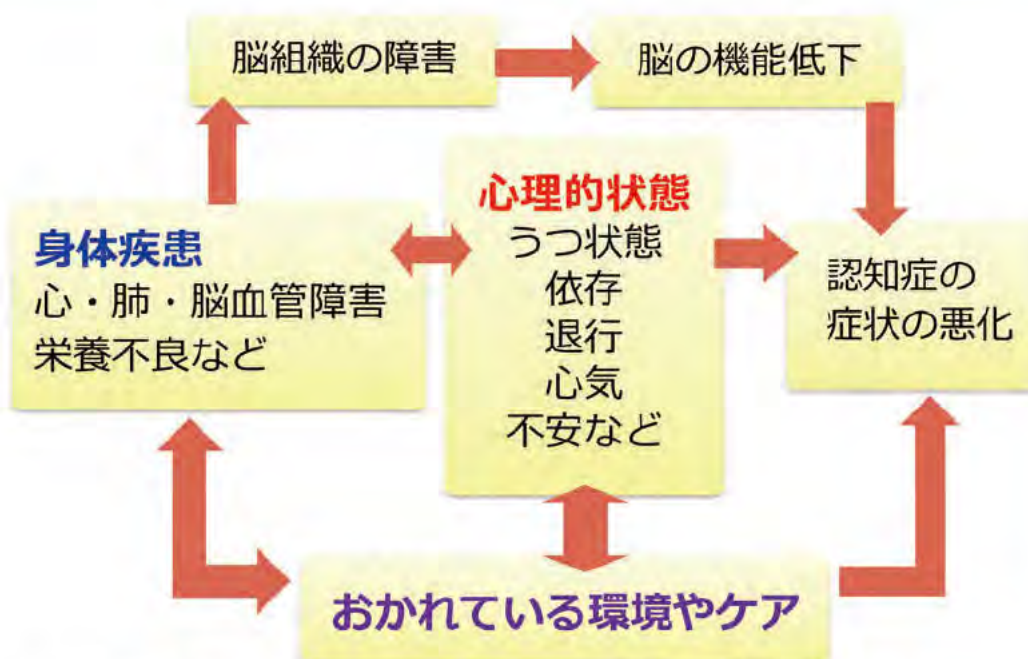 脳組織の障害
脳の機能低下
身体疾患
心・肺・脳血管障害
栄養不良など
心理的状態
うつ状態
依存
退行
心気
不安など
認知症の
症状の悪化
おかれている環境やケア